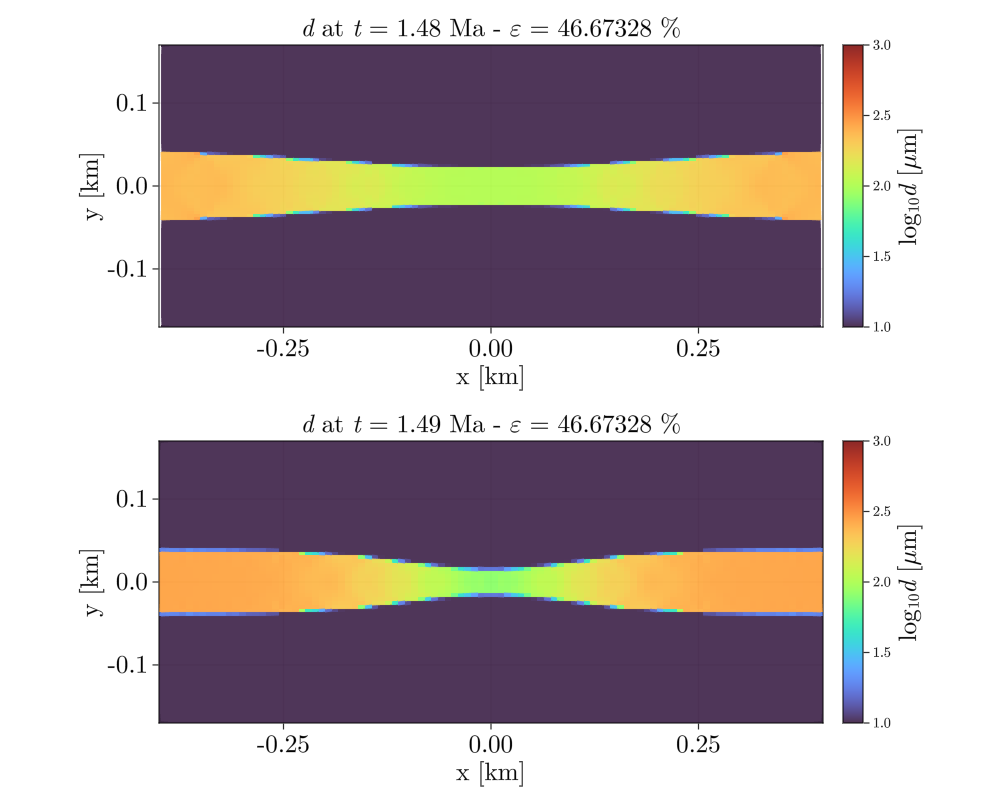 d at t = 1.48 Ma - ε = 46.67328 %
3.0
0.1
2.5
y [km]
0.0
2.0
log₁₀d [μm]
1.5
-0.1
1.0
-0.25
0.00
0.25
x [km]
d at t = 1.49 Ma - ε = 46.67328 %
3.0
0.1
2.5
y [km]
0.0
2.0
log₁₀d [μm]
1.5
-0.1
1.0
-0.25
0.00
0.25
x [km]